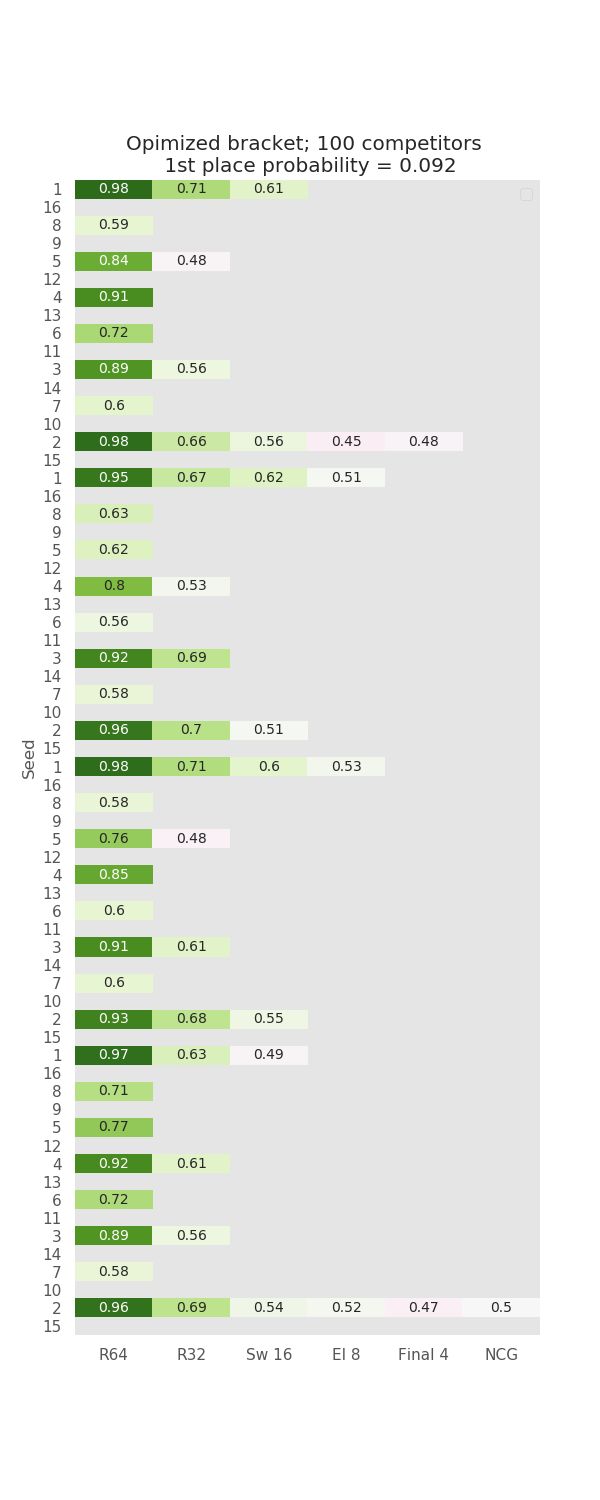 Opimized bracket; 100 competitors
1st place probability = 0.092
1 0.98 0.71 0.61
16
8 0.59
9
5 0.84 0.48
12
4 0.91
13
6 0.72
11
3 0.89 0.56
14
7 0.6
10
2 0.98 0.66 0.56 0.45 0.48
15
1 0.95 0.67 0.62 0.51
16
8 0.63
9
5 0.62
12
4 0.8 0.53
13
6 0.56
11
3 0.92 0.69
14
7 0.58
10
2 0.96 0.7 0.51
15
Seed
1 0.98 0.71 0.6 0.53
16
8 0.58
9
5 0.76 0.48
12
4 0.85
13
6 0.6
11
3 0.91 0.61
14
7 0.6
10
2 0.93 0.68 0.55
15
1 0.97 0.63 0.49
16
8 0.71
9
5 0.77
12
4 0.92 0.61
13
6 0.72
11
3 0.89 0.56
14
7 0.58
10
2 0.96 0.69 0.54 0.52 0.47 0.5
15
R64 R32 Sw 16 El 8 Final 4 NCG